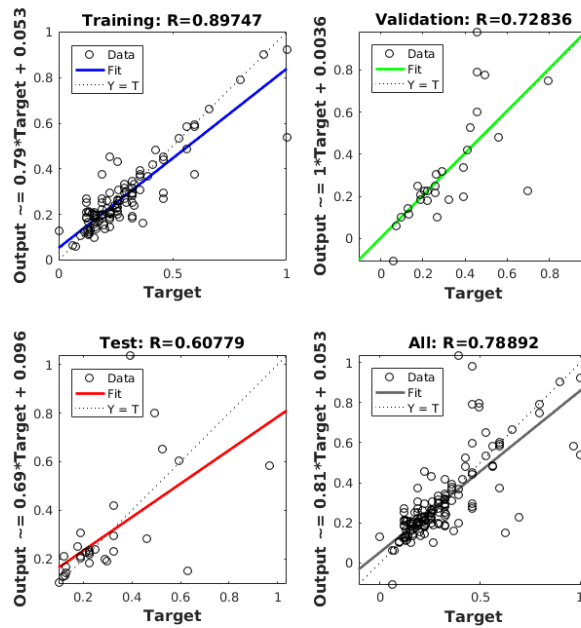 Training: R=0.89747
Output ~= 0.79*Target + 0.053
1
0.8
0.6
0.4
0.2
0
Data
Fit
Y = T
0
0.5
1
Target
Validation: R=0.72836
Output ~= 1*Target + 0.0036
0.8
0.6
0.4
0.2
0
Data
Fit
Y = T
0
0.2
0.4
0.6
0.8
Target
Test: R=0.60779
Output ~= 0.69*Target + 0.096
1
0.8
0.6
0.4
0.2
Data
Fit
Y = T
0.2
0.4
0.6
0.8
1
Target
All: R=0.78892
Output ~= 0.81*Target + 0.053
1
0.8
0.6
0.4
0.2
0
Data
Fit
Y = T
0
0.5
1
Target